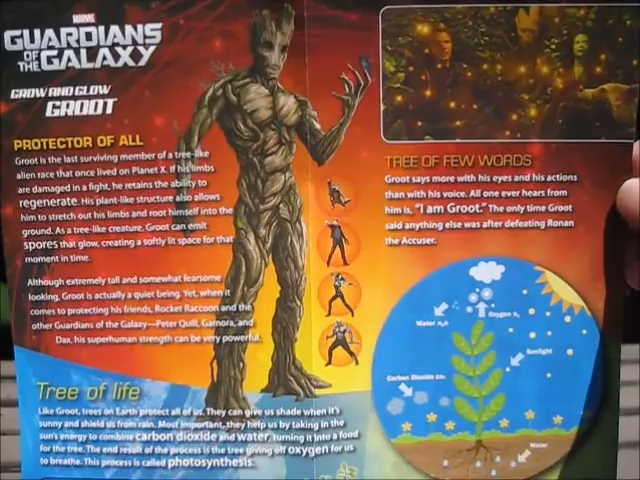 MARVEL
GUARDIANS
OF THE GALAXY
GROW AND GLOW
GROOT
PROTECTOR OF ALL
Groot is the last surviving member of a tree-like
alien race that once lived on Planet X. If his limbs
are damaged in a fight, he retains the ability to
regenerate. His plant-like structure also allows
him to stretch out his limbs and root himself into the
ground. As a tree-like creature, Groot can emit
spores that glow, creating a softly lit space for that
moment in time.
Although extremely tall and somewhat fearsome
looking, Groot is actually a quiet being. Yet, when it
comes to protecting his friends, Rocket Raccoon and the
other Guardians of the Galaxy—Peter Quill, Gamora, and
Dax, his superhuman strength can be very powerful.
Tree of life
Like Groot, trees on Earth protect all of us. They can give us shade when it's
sunny and shield us from rain. Most important, they help us by taking in the
sun's energy to combine carbon dioxide and water, turning it into a food
for the tree. The end result of the process is the tree giving off oxygen for us
to breathe. This process is called photosynthesis.
TREE OF FEW WORDS
Groot says more with his eyes and his actions
than with his voice. All one ever hears from
him is, "I am Groot." The only time Groot
said anything else was after defeating Ronan
the Accuser.
Water
Oxygen
Sunlight
Carbon Dioxide
Water